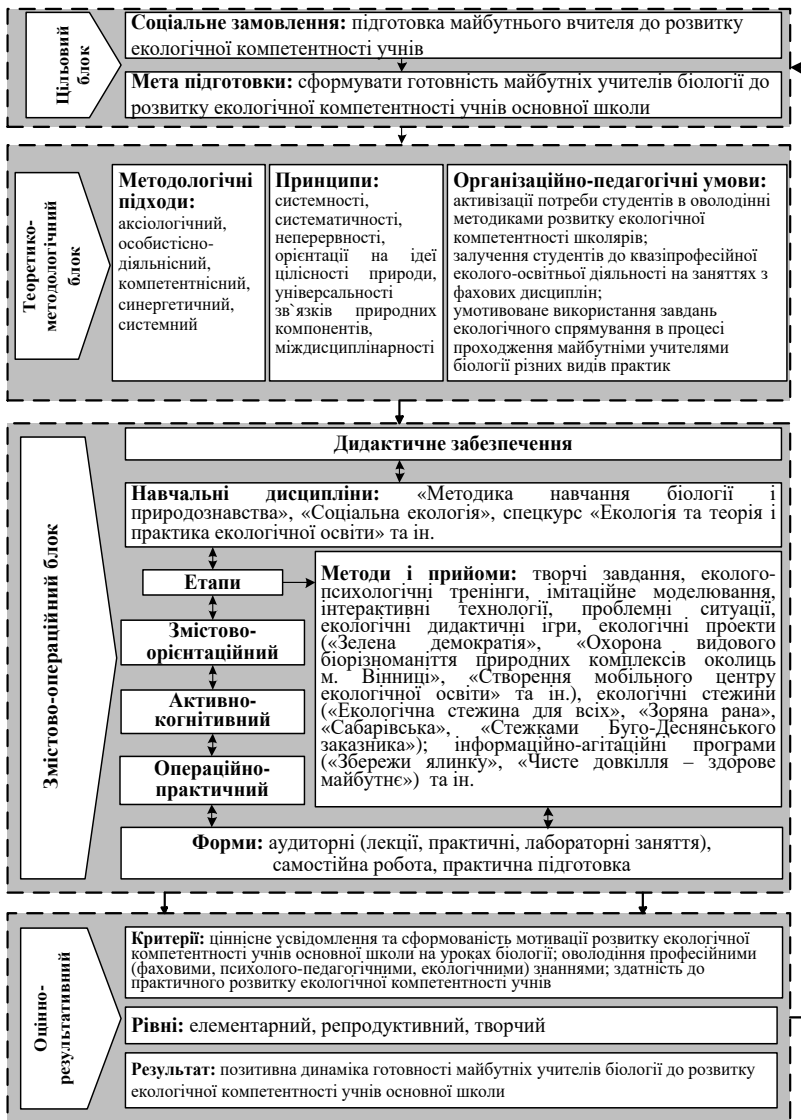 Цільовий
блок
Соціальне замовлення: підготовка майбутнього вчителя до розвитку
екологічної компетентності учнів
Мета підготовки: сформувати готовність майбутніх учителів біології до
розвитку екологічної компетентності учнів основної школи
Теоретико-
методологічний
блок
Методологічні
підходи:
аксіологічний,
особистісно-
діяльнісний,
компетентнісний,
синергетичний,
системний
Принципи:
системності,
систематичності,
неперервності,
орієнтації на ідеї
цілісності природи,
універсальності
зв`язків природних
компонентів,
міждисциплінарності
Організаційно-педагогічні умови:
активізації потреби студентів в оволодінні
методиками розвитку екологічної
компетентності школярів;
залучення студентів до квазіпрофесійної
еколого-освітньої діяльності на заняттях з
фахових дисциплін;
умотивоване використання завдань
екологічного спрямування в процесі
проходження майбутніми учителями
біології різних видів практик
Змістово-операційний блок
Дидактичне забезпечення
Навчальні дисципліни: «Методика навчання біології і
природознавства», «Соціальна екологія», спецкурс «Екологія та теорія і
практика екологічної освіти» та ін.
Етапи
Змістово-
орієнтаційний
Активно-
когнітивний
Операційно-
практичний
Методи і прийоми: творчі завдання, еколого-
психологічні тренінги, імітаційне моделювання,
інтерактивні технології, проблемні ситуації,
екологічні дидактичні ігри, екологічні проекти
(«Зелена демократія», «Охорона видового
біорізноманіття природних комплексів околиць
м. Вінниці», «Створення мобільного центру
екологічної освіти» та ін.), екологічні стежини
(«Екологічна стежина для всіх», «Зоряна рана»,
«Сабарівська», «Стежками Буго-Деснянського
заказника»); інформаційно-агітаційні програми
(«Збережи ялинку», «Чисте довкілля – здорове
майбутнє») та ін.
Форми: аудиторні (лекції, практичні, лабораторні заняття),
самостійна робота, практична підготовка
Оцінно-
результативний
Критерії: ціннісне усвідомлення та сформованість мотивації розвитку екологічної
компетентності учнів основної школи на уроках біології; оволодіння професійними
(фаховими, психолого-педагогічними, екологічними) знаннями; здатність до
практичного розвитку екологічної компетентності учнів
Рівні: елементарний, репродуктивний, творчий
Результат: позитивна динаміка готовності майбутніх учителів біології до розвитку
екологічної компетентності учнів основної школи